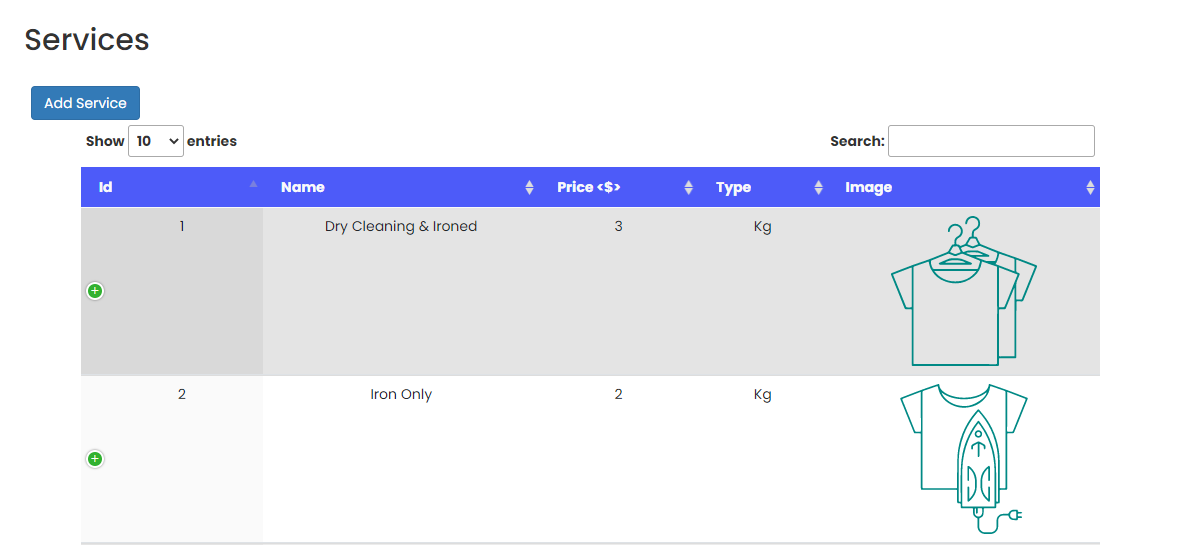 Services
Add Service
Show 10 entries Search:
Id Name Price <$> Type Image
1 Dry Cleaning & Ironed 3 Kg
2 Iron Only 2 Kg